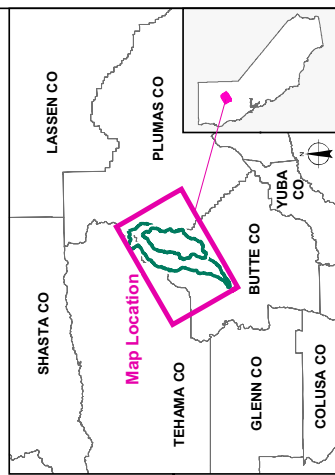 LASSEN CO
SHASTA CO
PLUMAS CO
Map Location
TEHAMA CO
BUTTE CO
YUBA
CO
GLENN CO
COLUSA CO
N